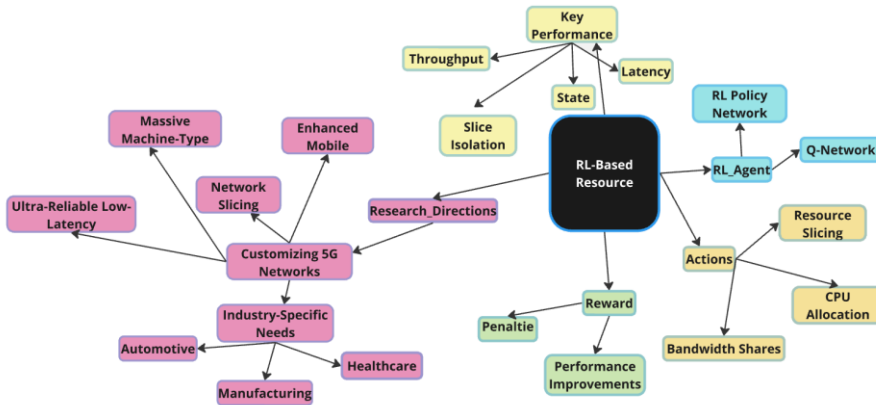 Key
Performance
Throughput
Latency
State
Slice
Isolation
RL Policy
Network
Q-Network
RL_Agent
RL-Based
Resource
Massive
Machine-Type
Enhanced
Mobile
Network
Slicing
Ultra-Reliable Low-
Latency
Research_Directions
Customizing 5G
Networks
Industry-Specific
Needs
Automotive
Healthcare
Manufacturing
Resource
Slicing
Actions
CPU
Allocation
Bandwidth Shares
Reward
Penaltie
Performance
Improvements